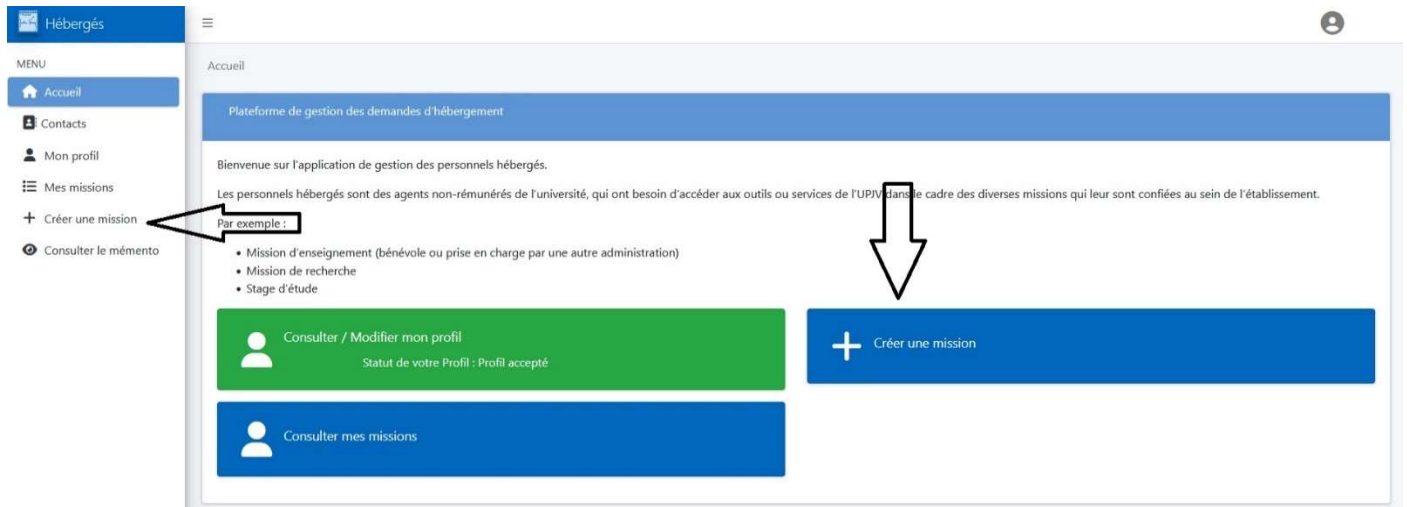 Hébergés
MENU
Accueil
Contacts
Mon profil
Mes missions
Créer une mission
Consulter le mémento
Accueil
Plateforme de gestion des demandes d'hébergement
Bienvenue sur l'application de gestion des personnels hébergés.
Les personnels hébergés sont des agents non-rémunérés de l'université, qui ont besoin d'accéder aux outils ou services de l'UPJV dans le cadre des diverses missions qui leur sont confiées au sein de l'établissement.
Par exemple :
• Mission d'enseignement (bénévole ou prise en charge par une autre administration)
• Mission de recherche
• Stage d'étude
Consulter / Modifier mon profil
Statut de votre Profil : Profil accepté
Créer une mission
Consulter mes missions